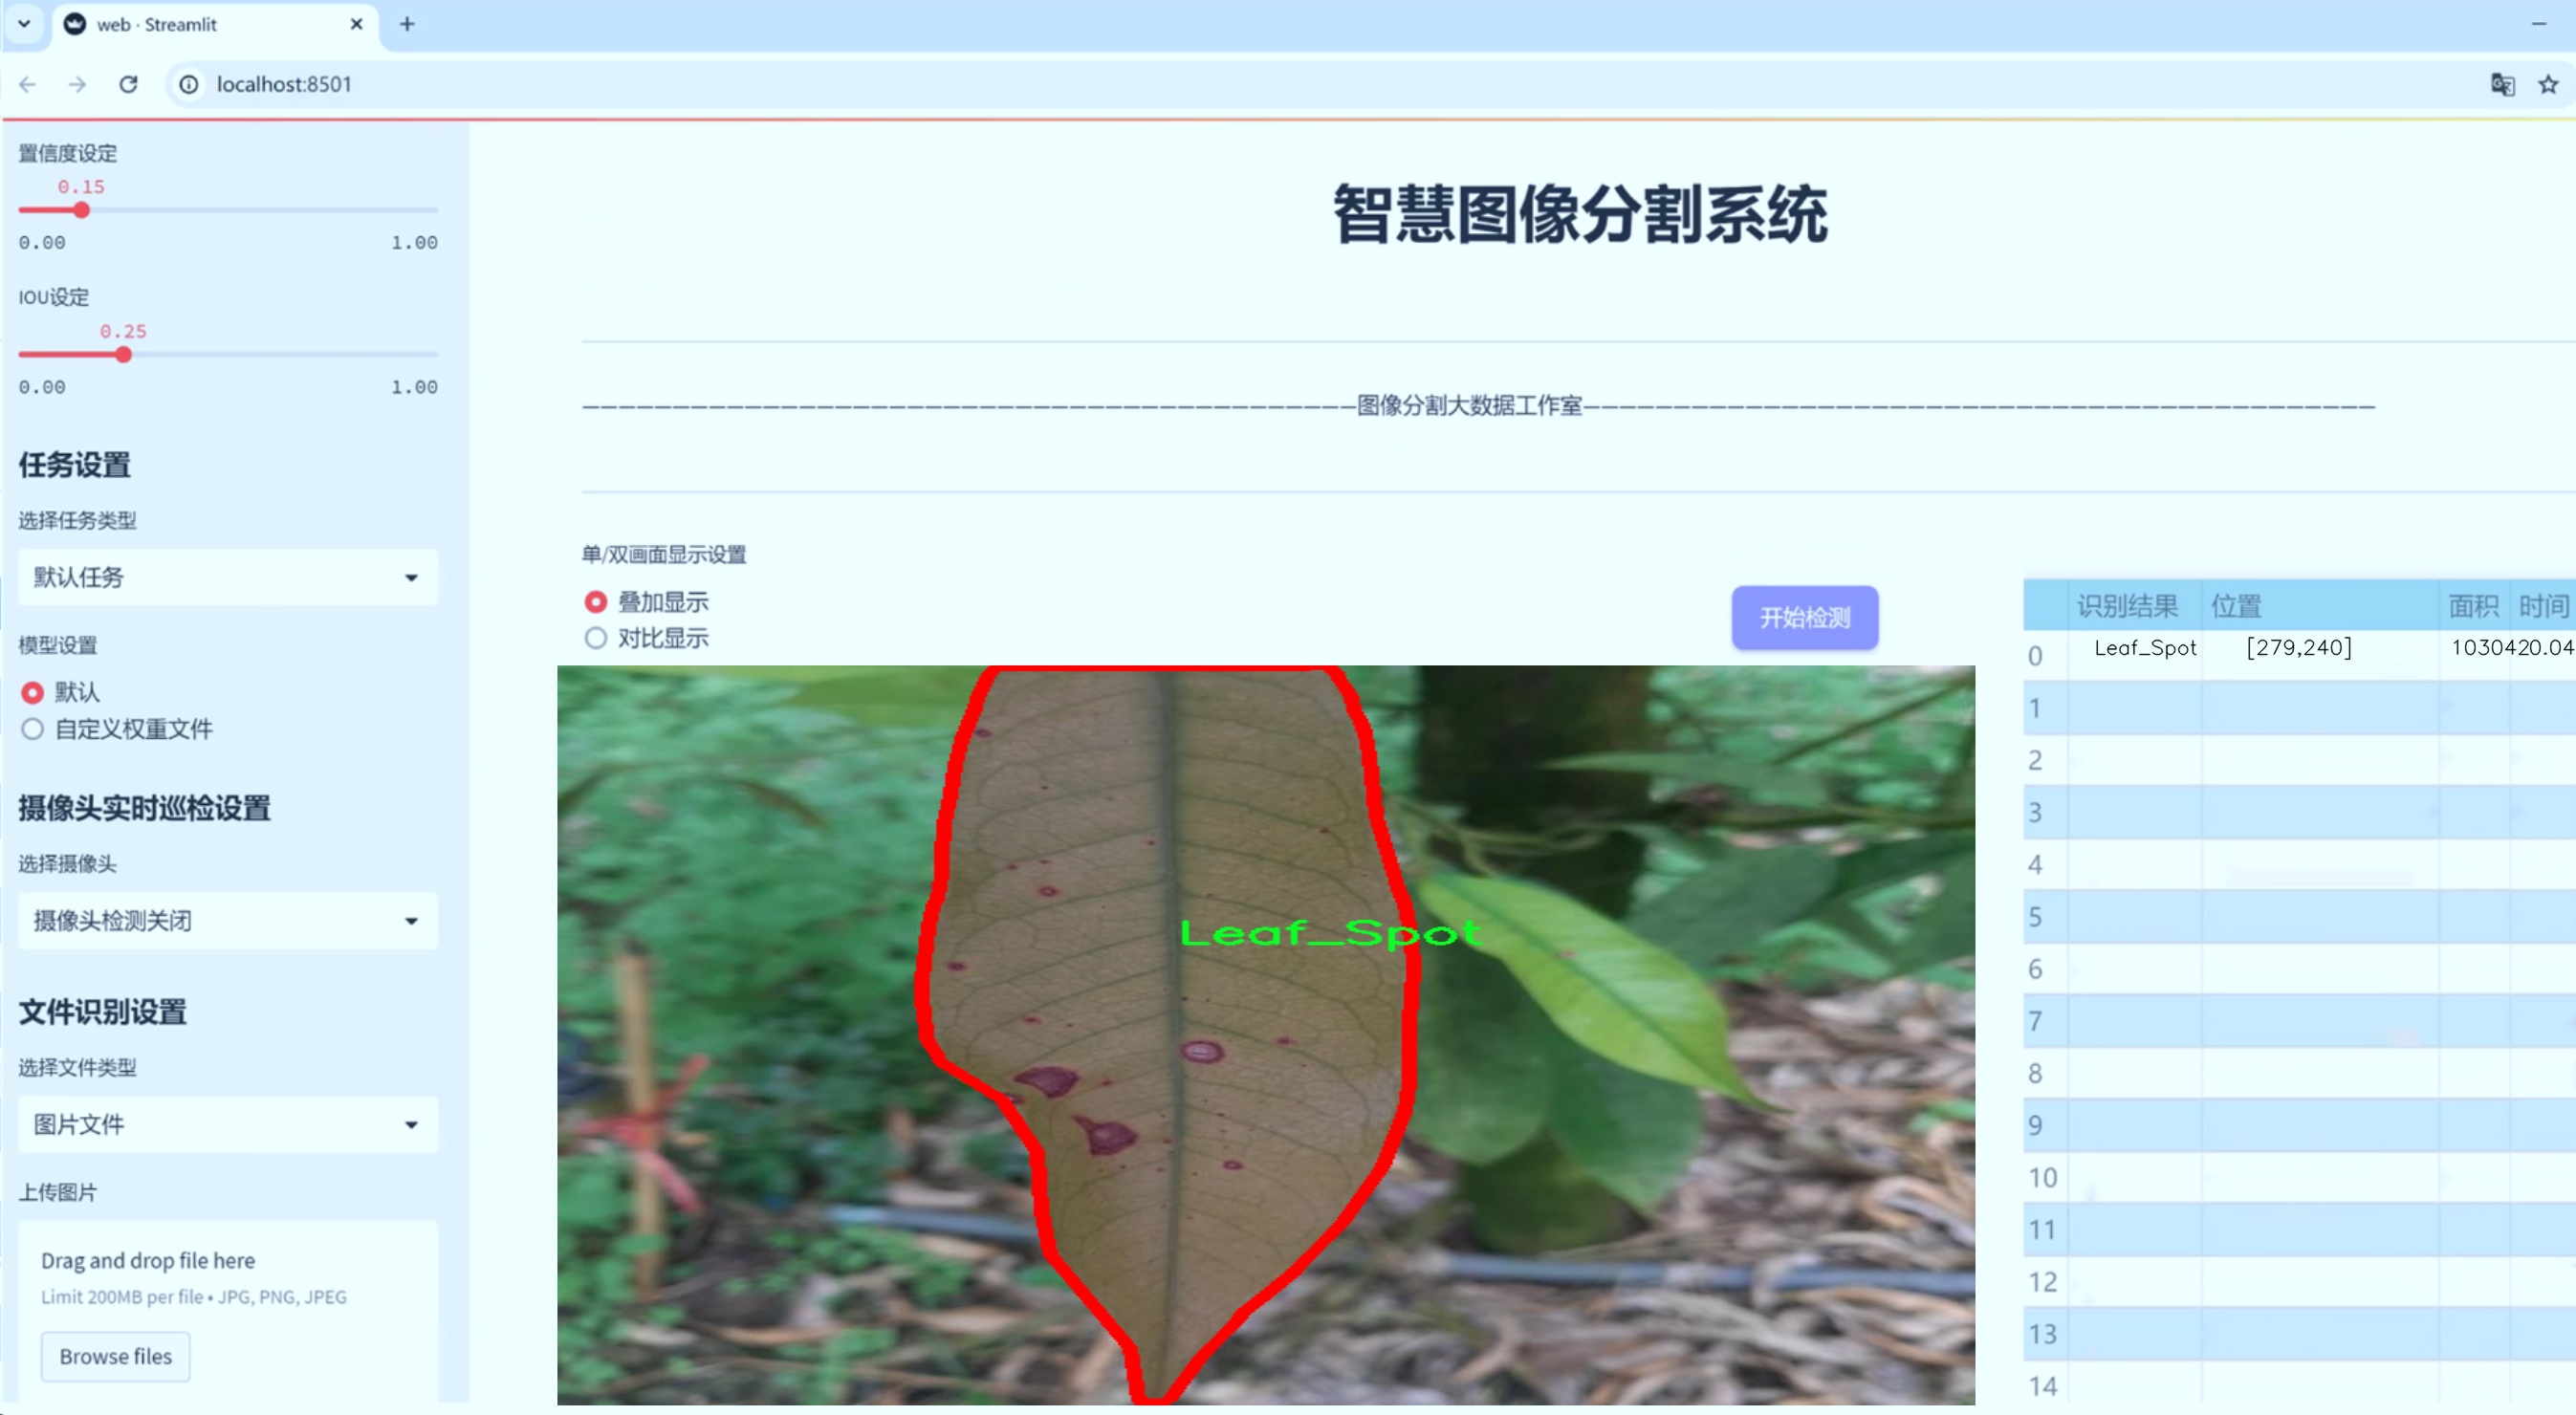 web · Streamlit
localhost:8501
置信度设定
0.15
0.00 1.00
IOU设定
0.25
0.00 1.00
任务设置
选择任务类型
默认任务
模型设置
默认
自定义权重文件
摄像头实时巡检设置
选择摄像头
摄像头检测关闭
文件识别设置
选择文件类型
图片文件
上传图片
Drag and drop file here
Limit 200MB per file • JPG, PNG, JPEG
Browse files
智慧图像分割系统
———————————————————————————————————————————图像分割大数据工作室————————————————————————————————————————————
单/双画面显示设置
叠加显示
对比显示
开始检测
Leaf_Spot
识别结果 位置 面积 时间
0 Leaf_Spot [279,240] 1030420.04
1
2
3
4
5
6
7
8
9
10
11
12
13
14